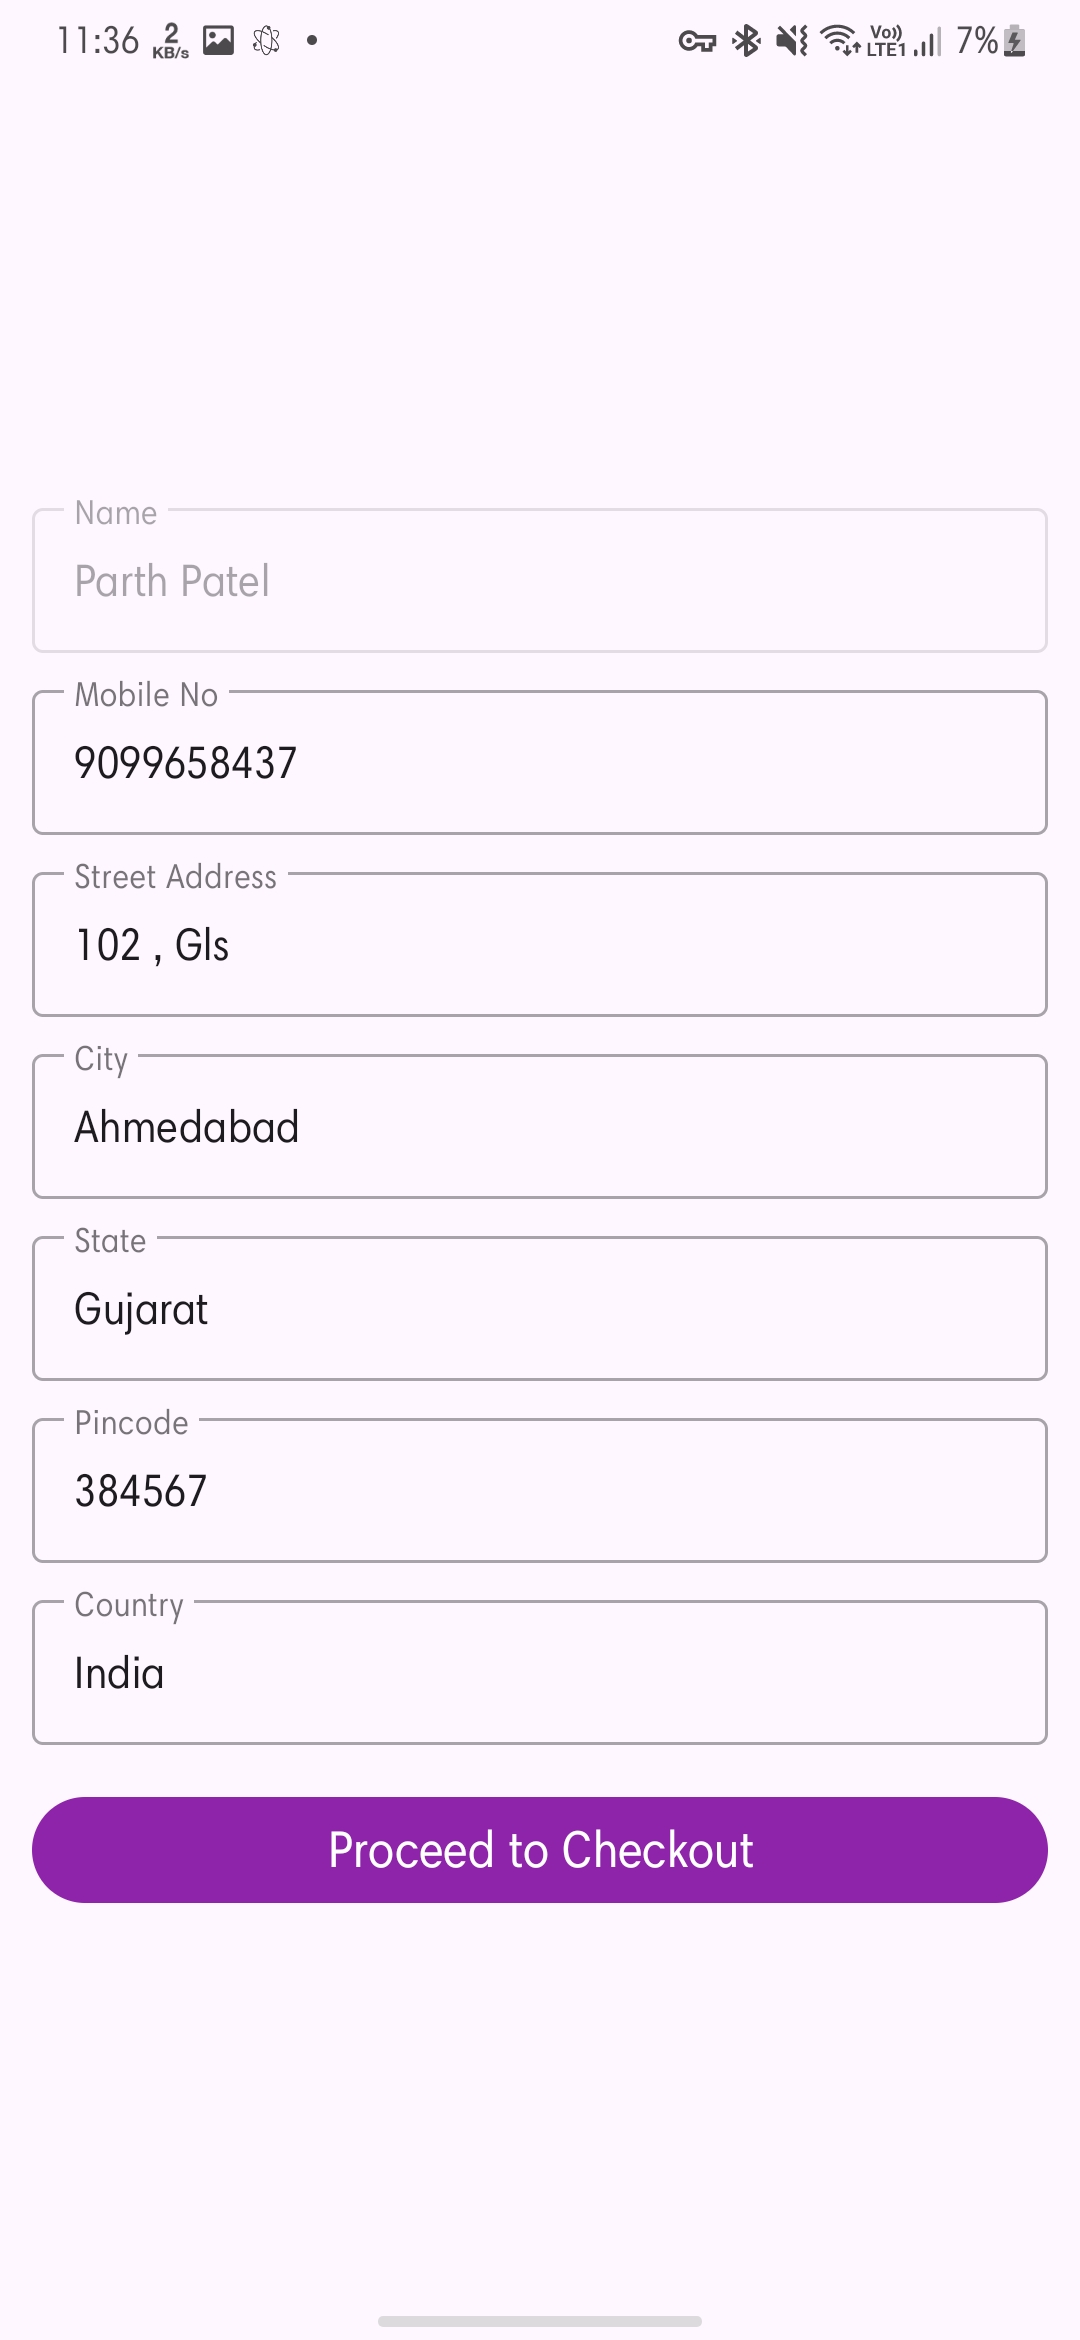 11:36 2 KB/s Vo)) LTE1 7%
Name
Parth Patel
Mobile No
9099658437
Street Address
102 , Gls
City
Ahmedabad
State
Gujarat
Pincode
384567
Country
India
Proceed to Checkout